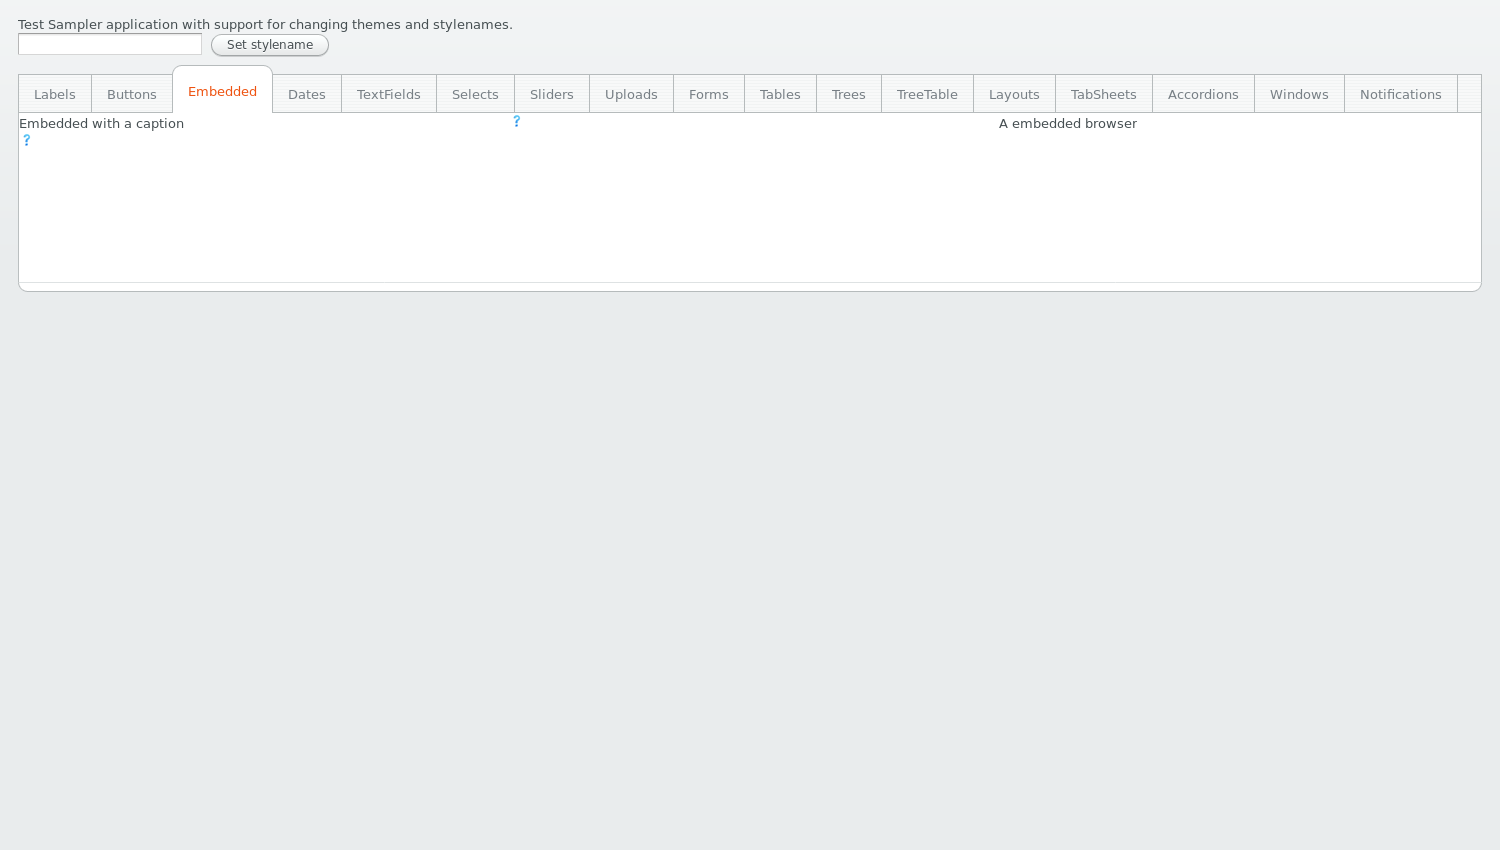 Test Sampler application with support for changing themes and stylenames.
Set stylename
Labels Buttons Embedded Dates TextFields Selects Sliders Uploads Forms Tables Trees TreeTable Layouts TabSheets Accordions Windows Notifications
Embedded with a caption ? A embedded browser
?